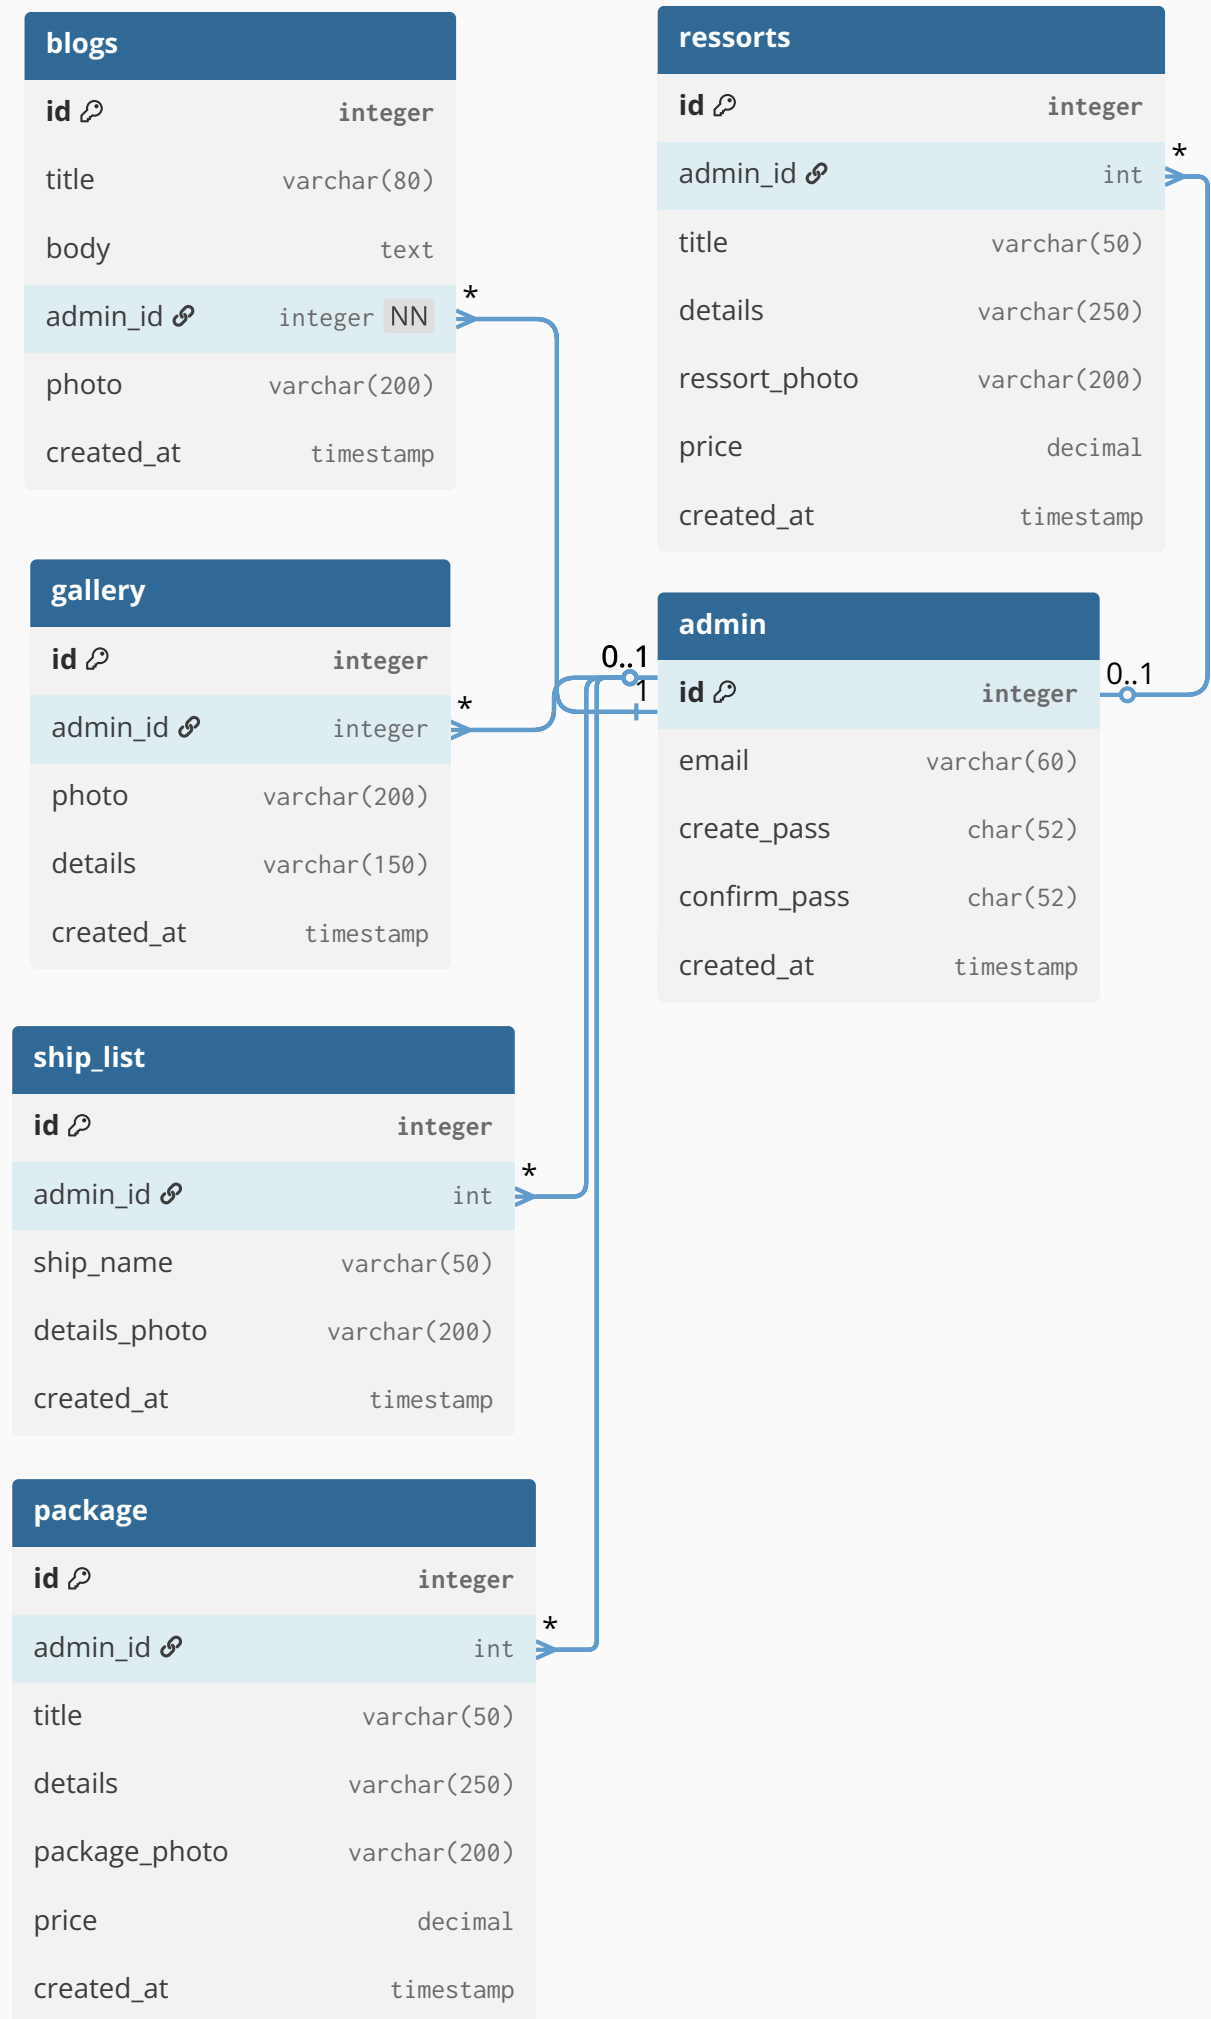 blogs
id integer
title varchar(80)
body text
admin_id integer NN
photo varchar(200)
created_at timestamp
*
ressorts
id integer
admin_id int
title varchar(50)
details varchar(250)
ressort_photo varchar(200)
price decimal
created_at timestamp
*
gallery
id integer
admin_id integer
photo varchar(200)
details varchar(150)
created_at timestamp
*
0..1
1
admin
id integer
email varchar(60)
create_pass char(52)
confirm_pass char(52)
created_at timestamp
0..1
ship_list
id integer
admin_id int
ship_name varchar(50)
details_photo varchar(200)
created_at timestamp
*
package
id integer
admin_id int
title varchar(50)
details varchar(250)
package_photo varchar(200)
price decimal
created_at timestamp
*